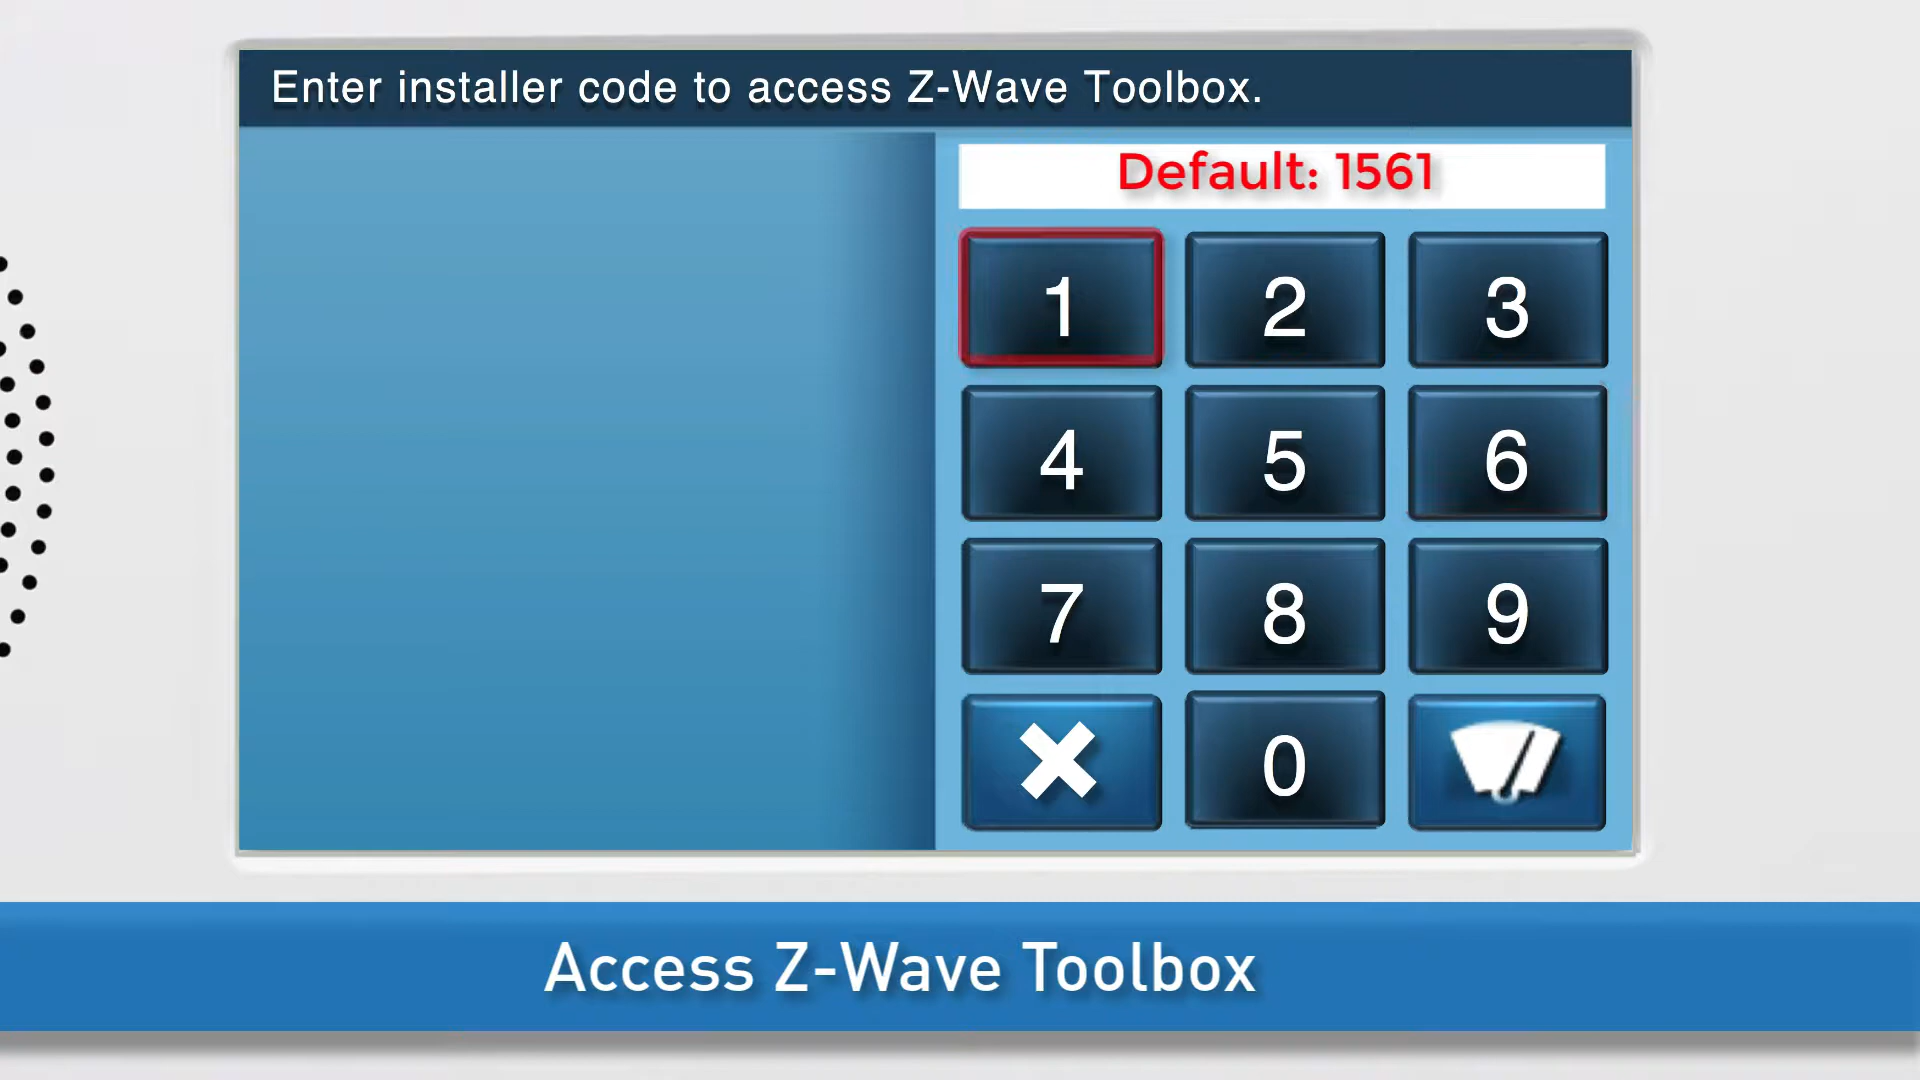 Enter installer code to access Z-Wave Toolbox.
Default: 1561
1 2 3
4 5 6
7 8 9
0
Access Z-Wave Toolbox